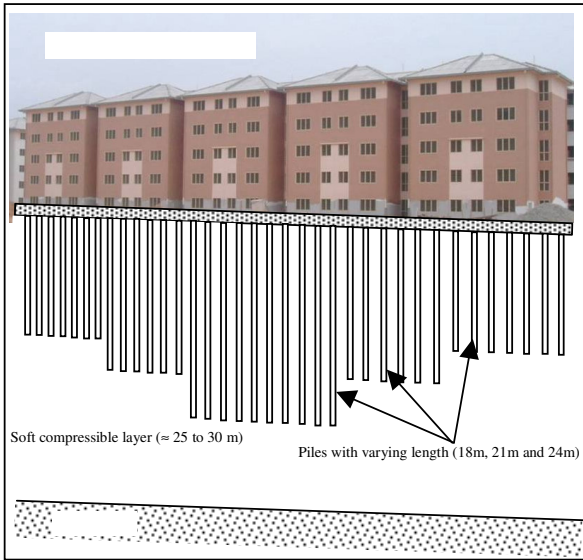 Soft compressible layer (≈ 25 to 30 m)
Piles with varying length (18m, 21m and 24m)